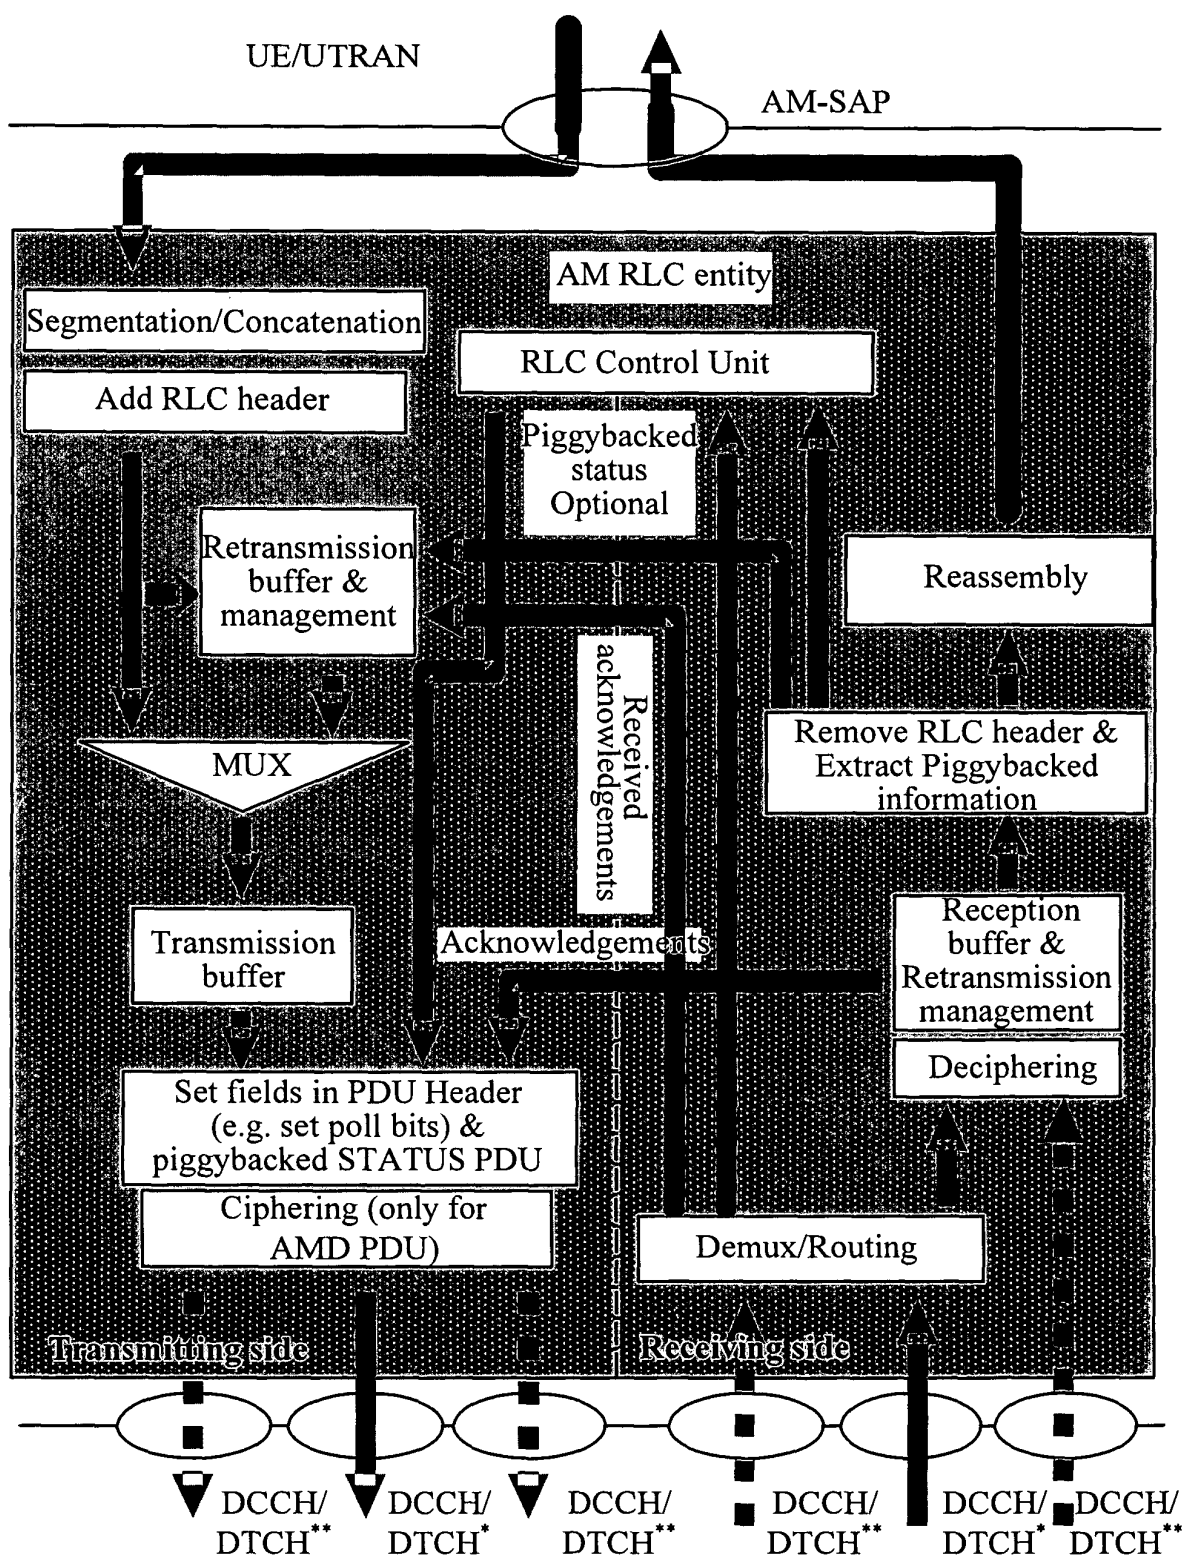 UE/UTRAN
AM-SAP
AM RLC entity
Segmentation/Concatenation
RLC Control Unit
Add RLC header
Piggybacked
status
Optional
Retransmission
buffer &
management
Reassembly
Received
acknowledgements
Remove RLC header &
Extract Piggybacked
information
MUX
Transmission
buffer
Acknowledgements
Reception
buffer &
Retransmission
management
Deciphering
Set fields in PDU Header
(e.g. set poll bits) &
piggybacked STATUS PDU
Ciphering (only for
AMD PDU)
Demux/Routing
Transmitting side
Receiving side
DCCH/
DTCH**
DCCH/
DTCH*
DCCH/
DTCH**
DCCH/
DTCH**
DCCH/
DTCH*
DCCH/
DTCH**